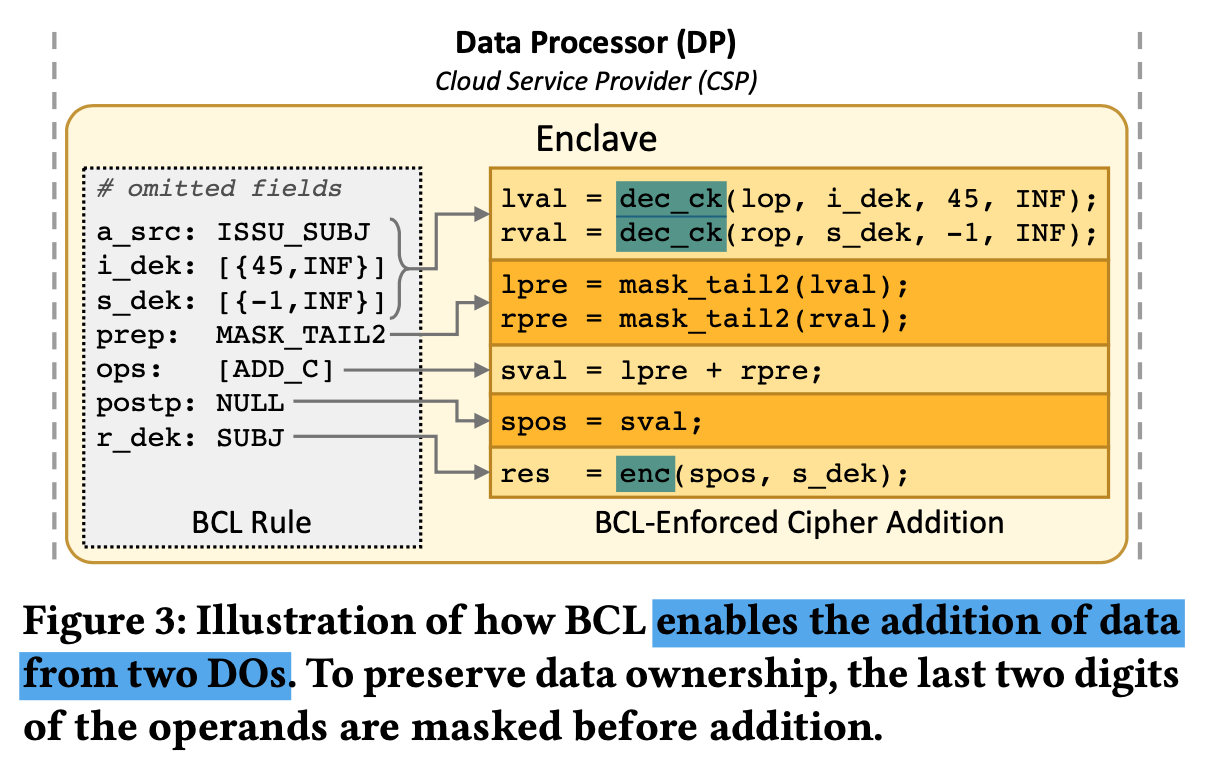 Data Processor (DP)
Cloud Service Provider (CSP)
Enclave
# omitted fields
a_src: ISSU_SUBJ
i_dek: [{45,INF}]
s_dek: [{-1,INF}]
prep: MASK_TAIL2
ops: [ADD_C]
postp: NULL
r_dek: SUBJ
BCL Rule
lval = dec_ck(lop, i_dek, 45, INF);
rval = dec_ck(rop, s_dek, -1, INF);
lpre = mask_tail2(lval);
rpre = mask_tail2(rval);
sval = lpre + rpre;
spos = sval;
res = enc(spos, s_dek);
BCL-Enforced Cipher Addition
Figure 3: Illustration of how BCL enables the addition of data
from two DOs. To preserve data ownership, the last two digits
of the operands are masked before addition.